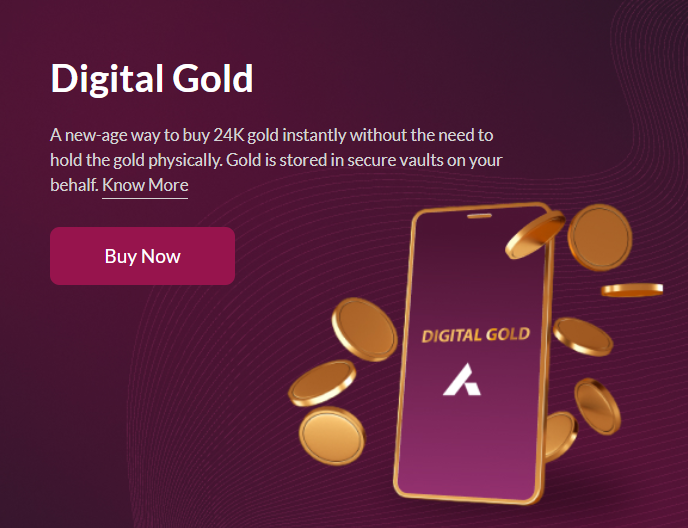 Digital Gold
A new-age way to buy 24K gold instantly without the need to
hold the gold physically. Gold is stored in secure vaults on your
behalf. Know More
Buy Now
DIGITAL GOLD